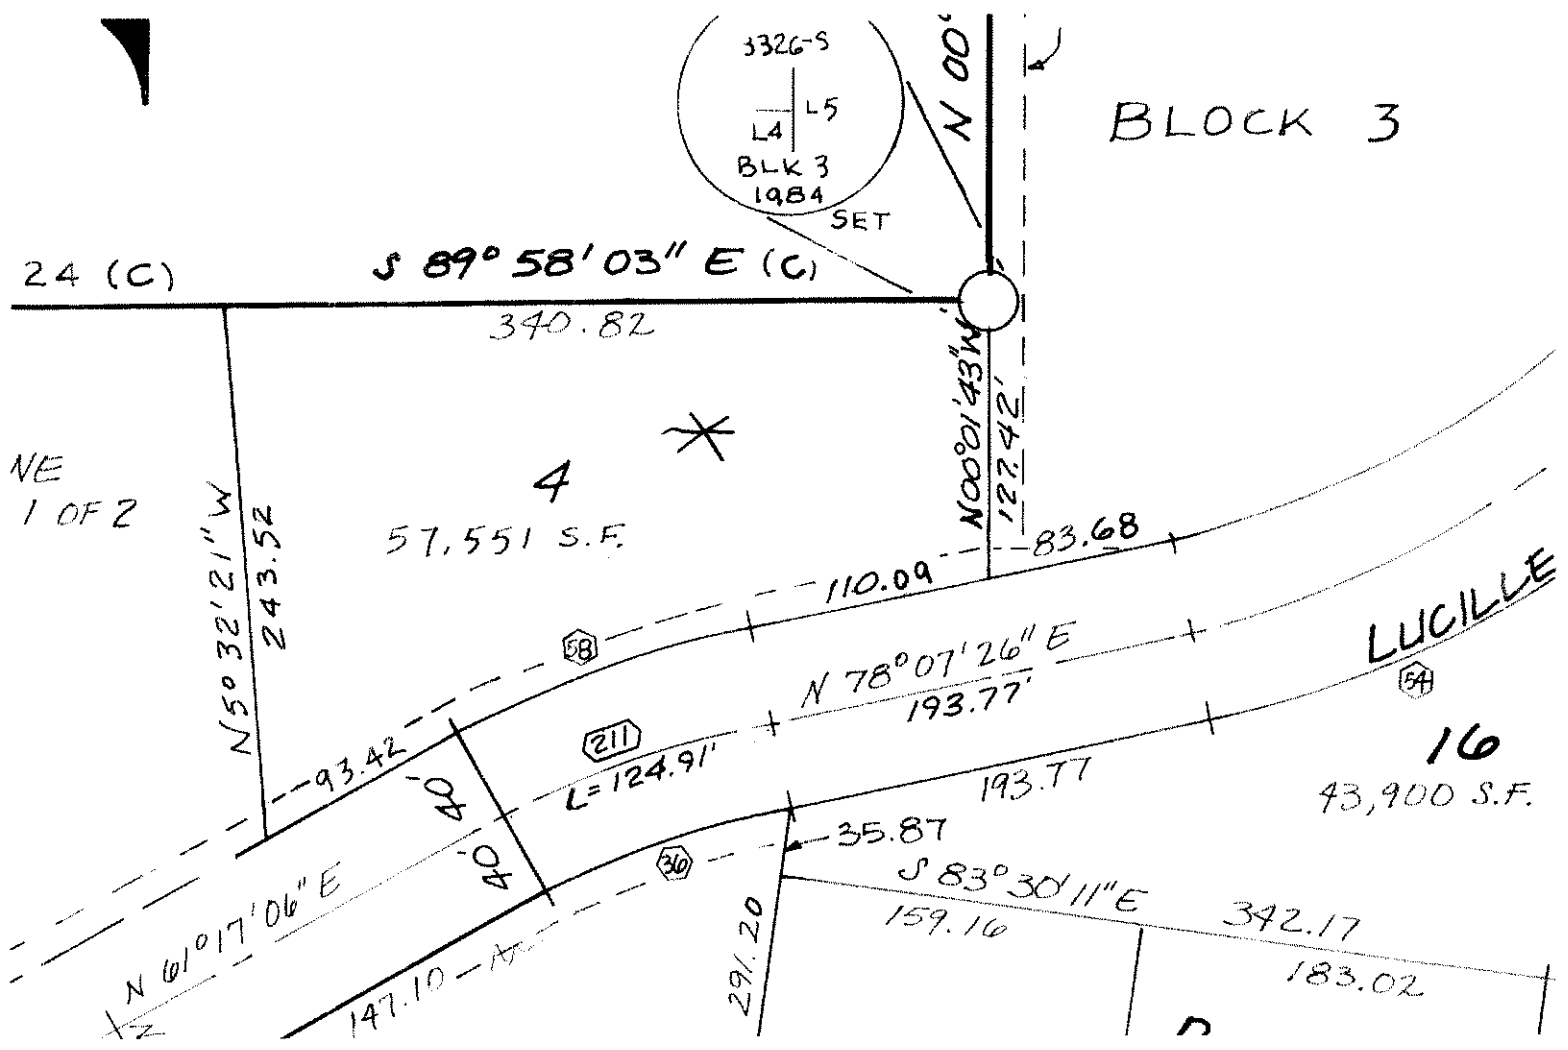 3326-S
L5
L4
BLK 3
1984
SET
N 00°
BLOCK 3
24 (C)
S 89° 58' 03" E (C)
340.82
N00°01'43"W
127.42'
NE
1 OF 2
4
57,551 S.F.
N 5° 32' 21" W
243.52
83.68
110.09
58
LUCILLE
54
N 78° 07' 26" E
193.77'
211
L= 124.91'
93.42
40'
40'
16
43,900 S.F.
193.77
35.87
36
S 83° 30' 11" E
159.16
342.17
183.02
N 61° 17' 06" E
147.10
291.20